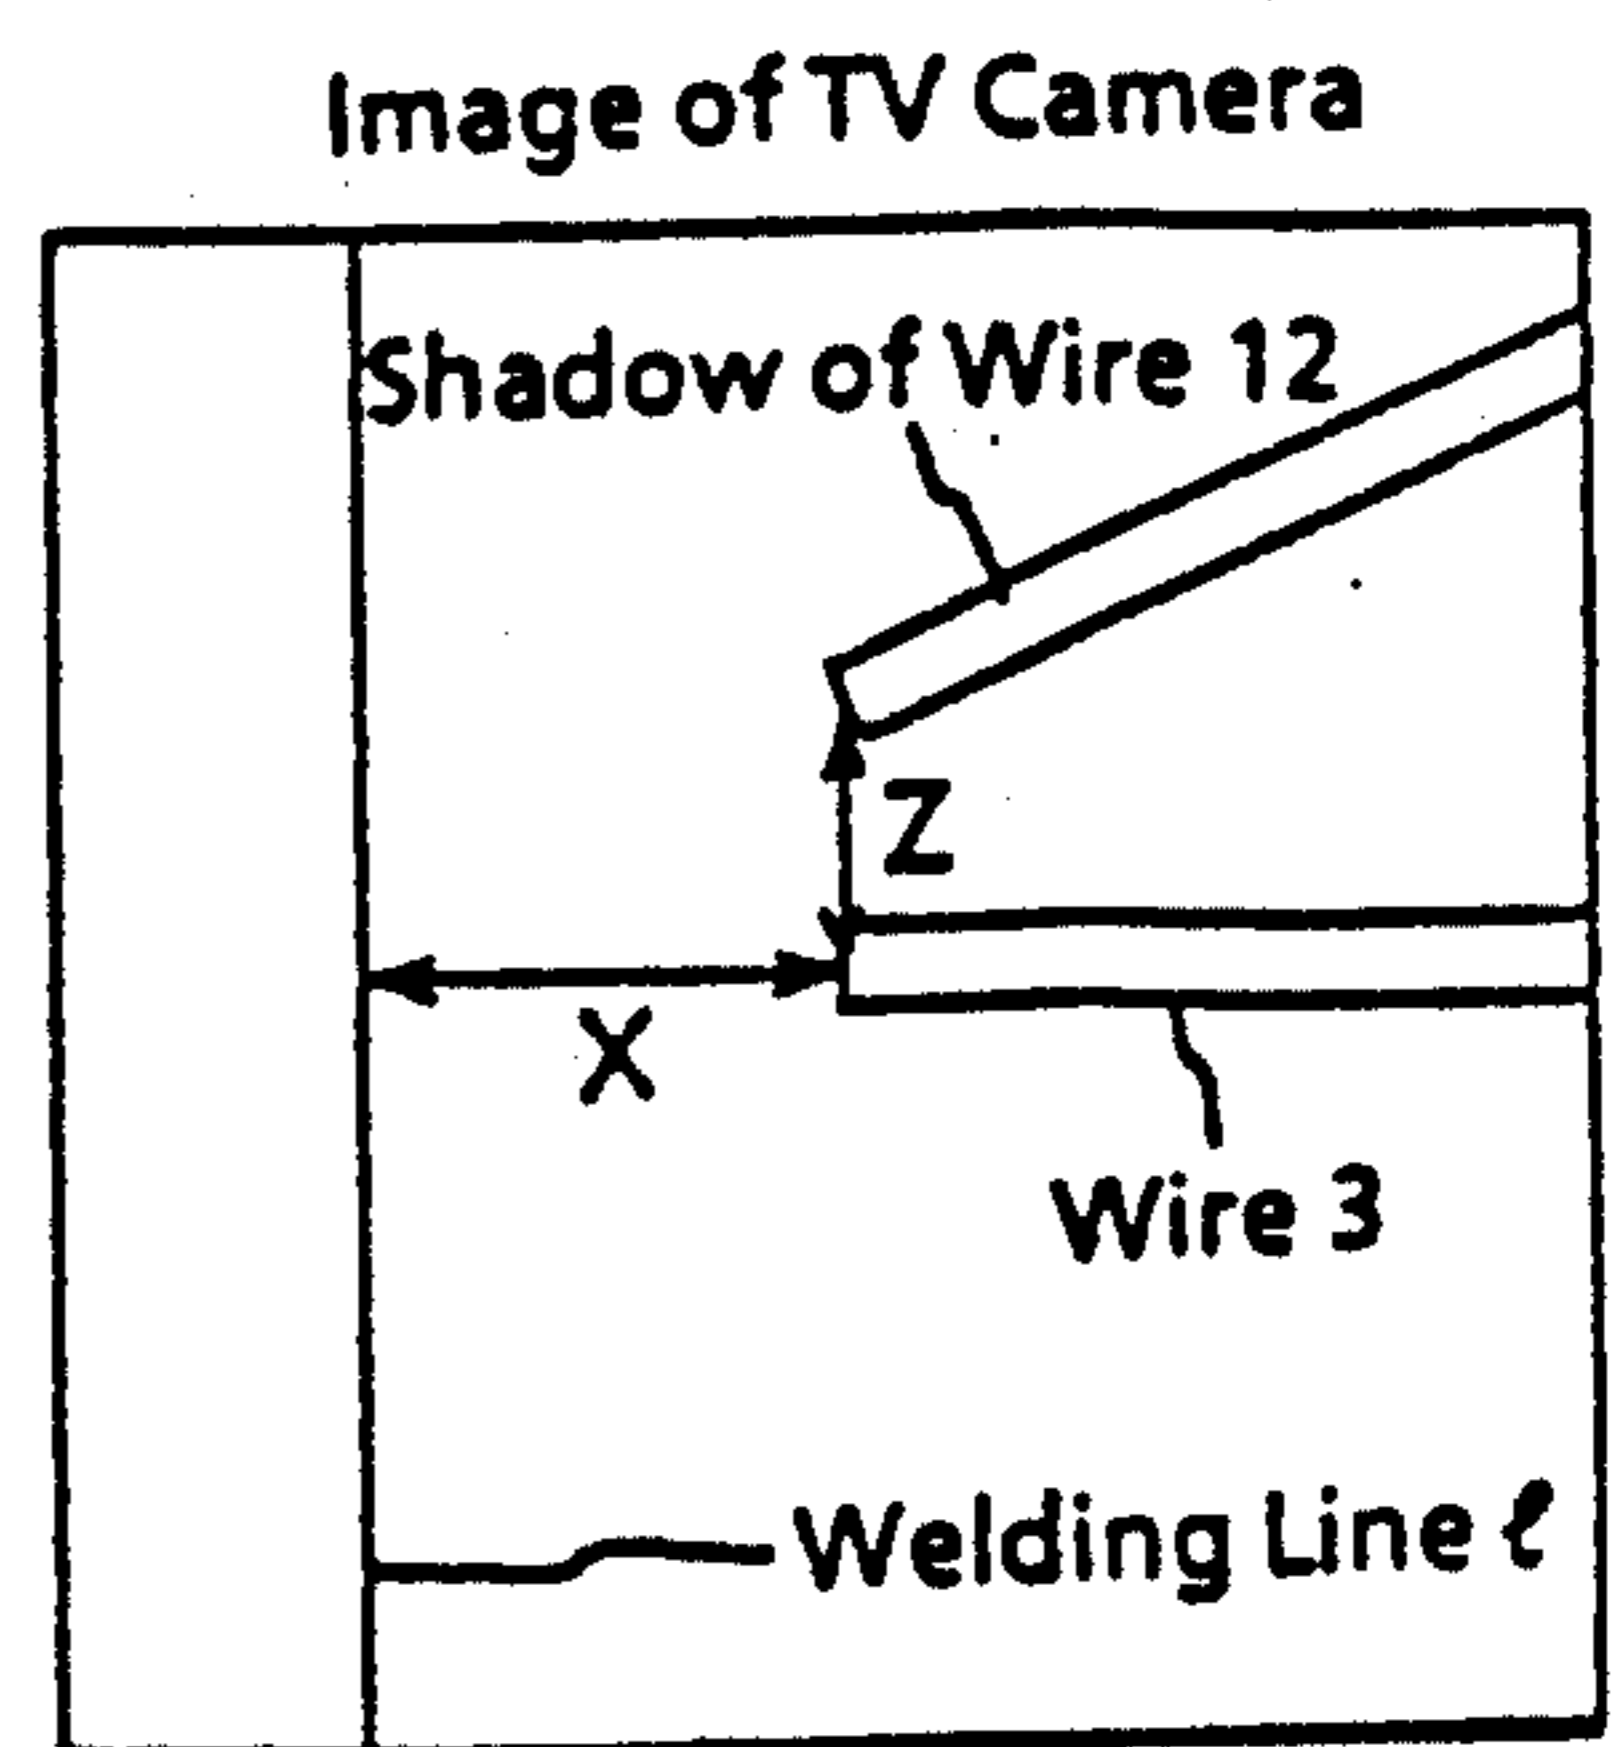 Image of TV Camera
Shadow of Wire 12
Z
X
Wire 3
Welding Line ℓ